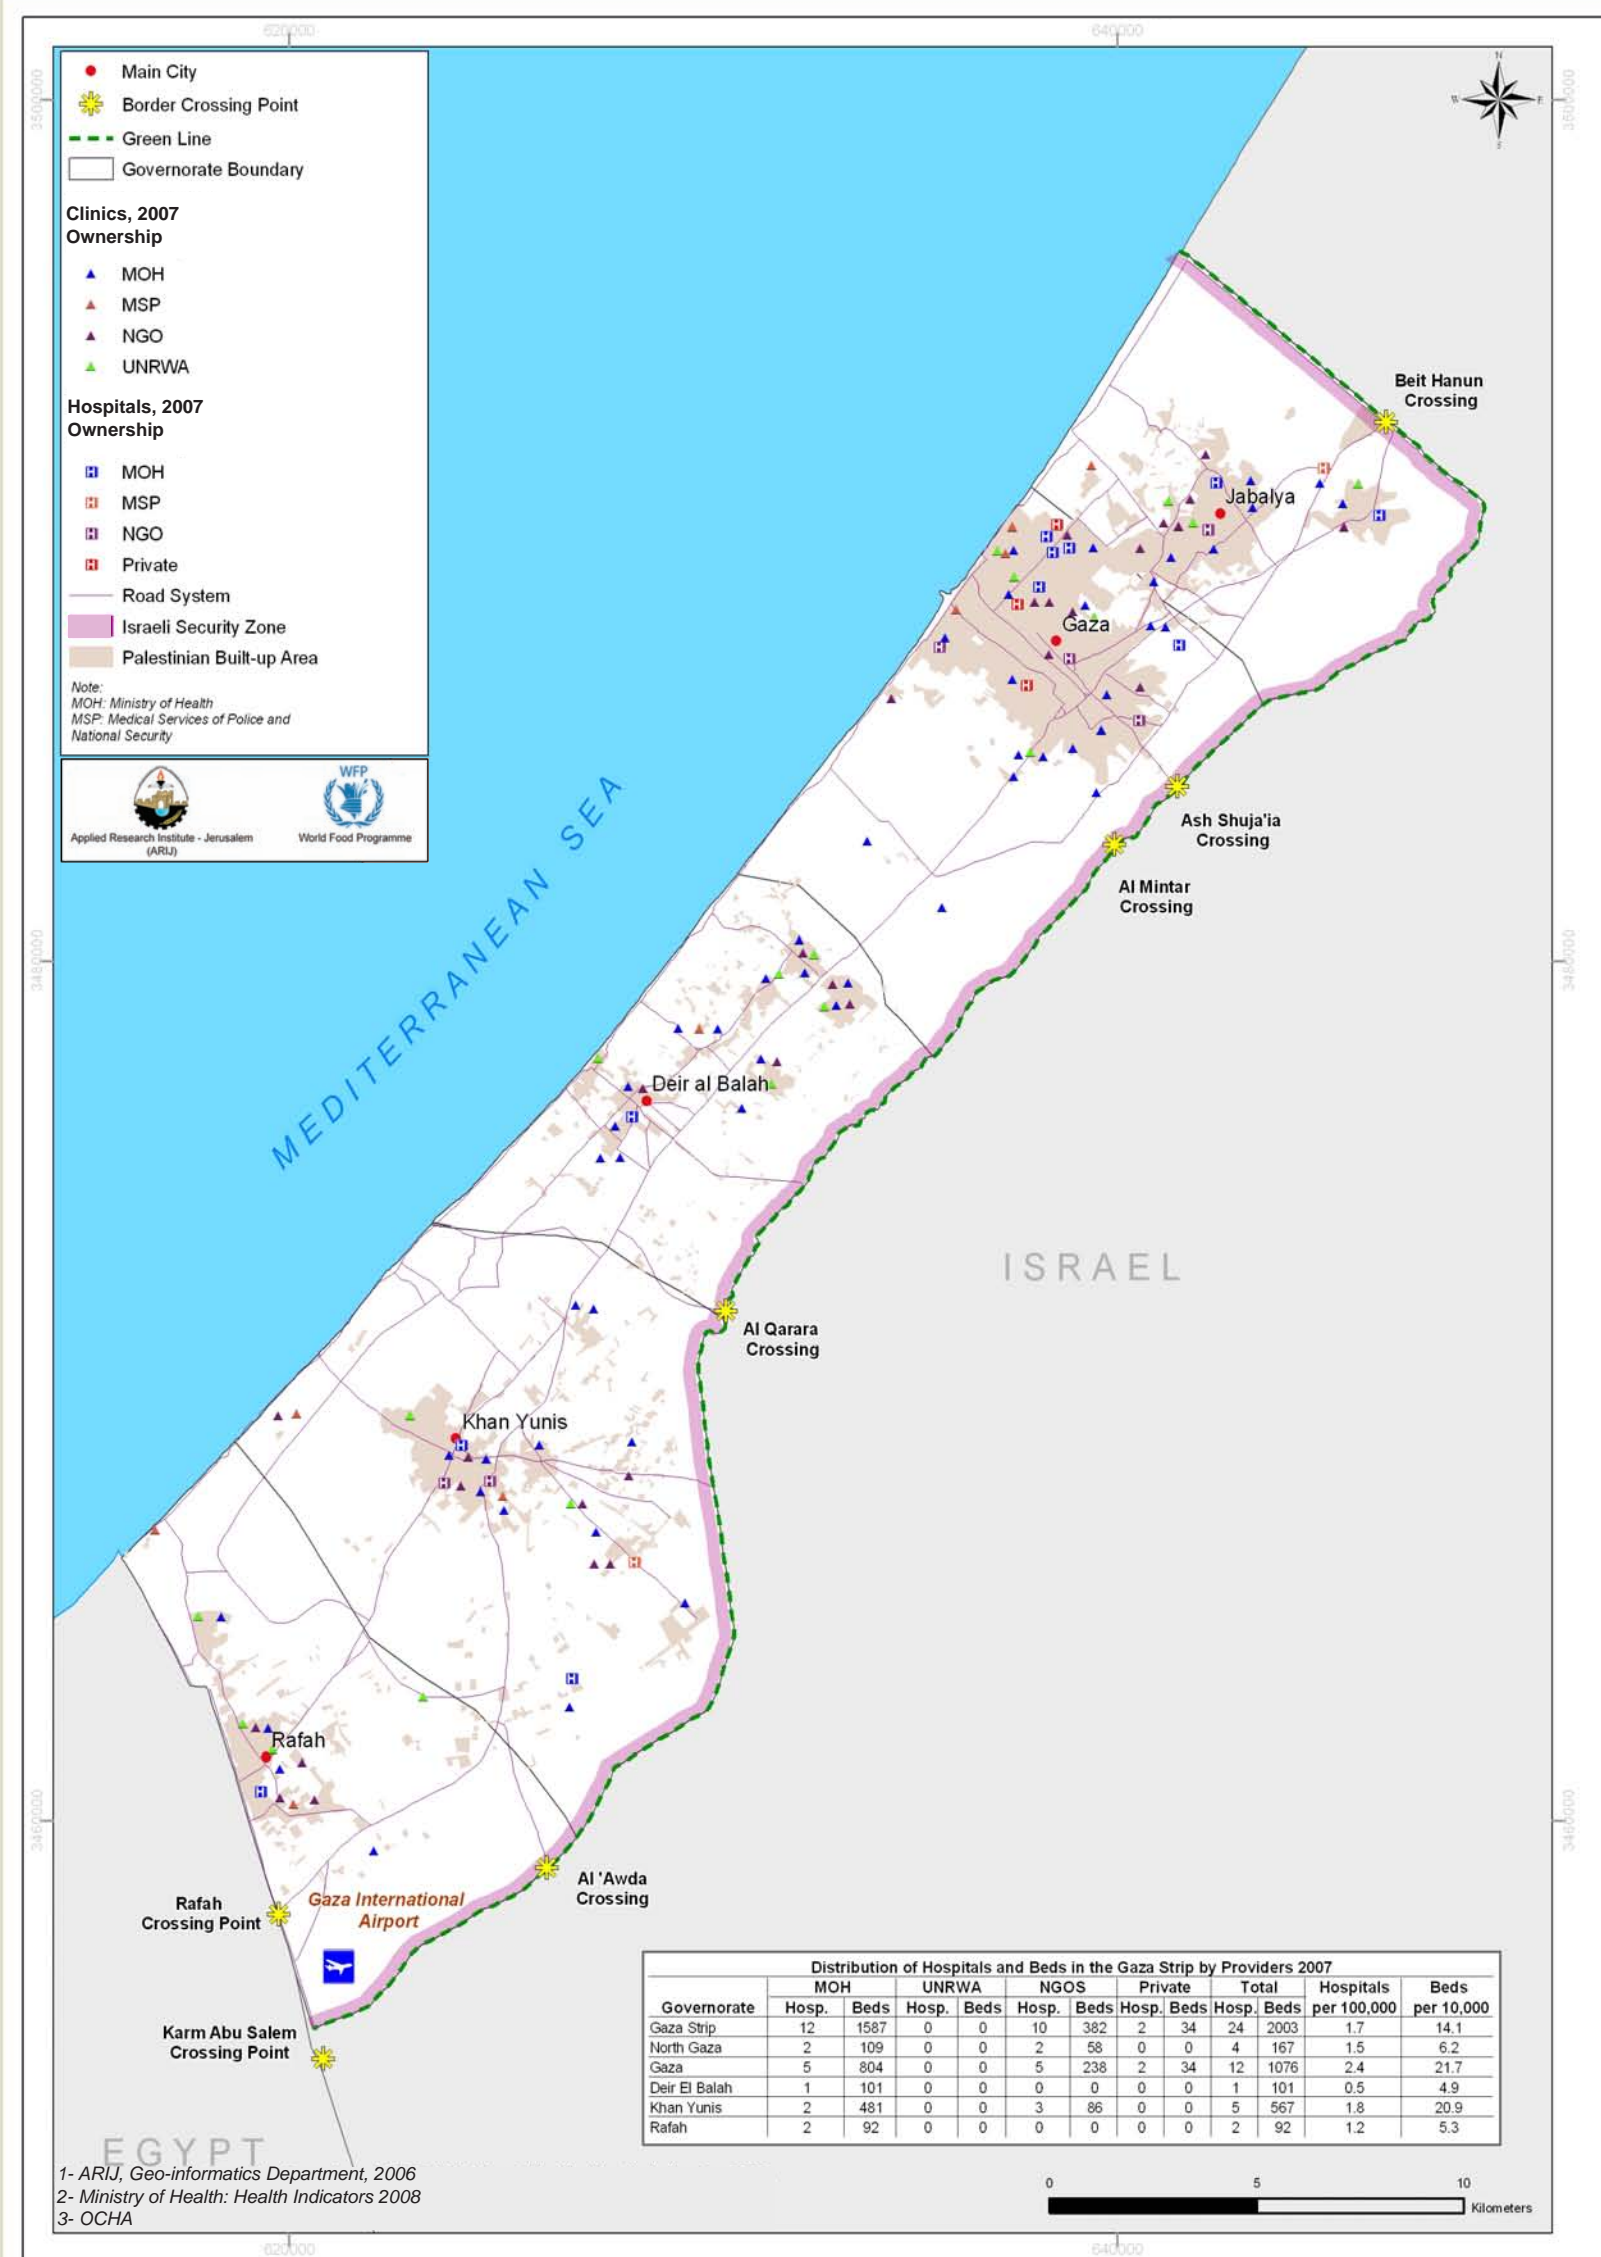 620000
640000
3500000
3500000
Main City
Border Crossing Point
Green Line
Governorate Boundary
Clinics, 2007
Ownership
MOH
MSP
NGO
UNRWA
Hospitals, 2007
Ownership
H MOH
H MSP
H NGO
H Private
Road System
Israeli Security Zone
Palestinian Built-up Area
Note:
MOH: Ministry of Health
MSP: Medical Services of Police and
National Security
Applied Research Institute - Jerusalem
(ARIJ)
WFP
World Food Programme
N
W E
S
Beit Hanun
Crossing
Jabalya
Gaza
Ash Shuja'ia
Crossing
Al Mintar
Crossing
MEDITERRANEAN SEA
3480000
3480000
Deir al Balah
ISRAEL
Al Qarara
Crossing
Khan Yunis
Rafah
3460000
3460000
Al 'Awda
Crossing
Rafah
Crossing Point
Gaza International
Airport
Karm Abu Salem
Crossing Point
EGYPT
Distribution of Hospitals and Beds in the Gaza Strip by Providers 2007
MOH UNRWA NGOS Private Total Hospitals Beds
Governorate Hosp. Beds Hosp. Beds Hosp. Beds Hosp. Beds Hosp. Beds per 100,000 per 10,000
Gaza Strip 12 1587 0 0 10 382 2 34 24 2003 1.7 14.1
North Gaza 2 109 0 0 2 58 0 0 4 167 1.5 6.2
Gaza 5 804 0 0 5 238 2 34 12 1076 2.4 21.7
Deir El Balah 1 101 0 0 0 0 0 0 1 101 0.5 4.9
Khan Yunis 2 481 0 0 3 86 0 0 5 567 1.8 20.9
Rafah 2 92 0 0 0 0 0 0 2 92 1.2 5.3
1- ARIJ, Geo-informatics Department, 2006
2- Ministry of Health: Health Indicators 2008
3- OCHA
0 5 10
Kilometers
620000
640000